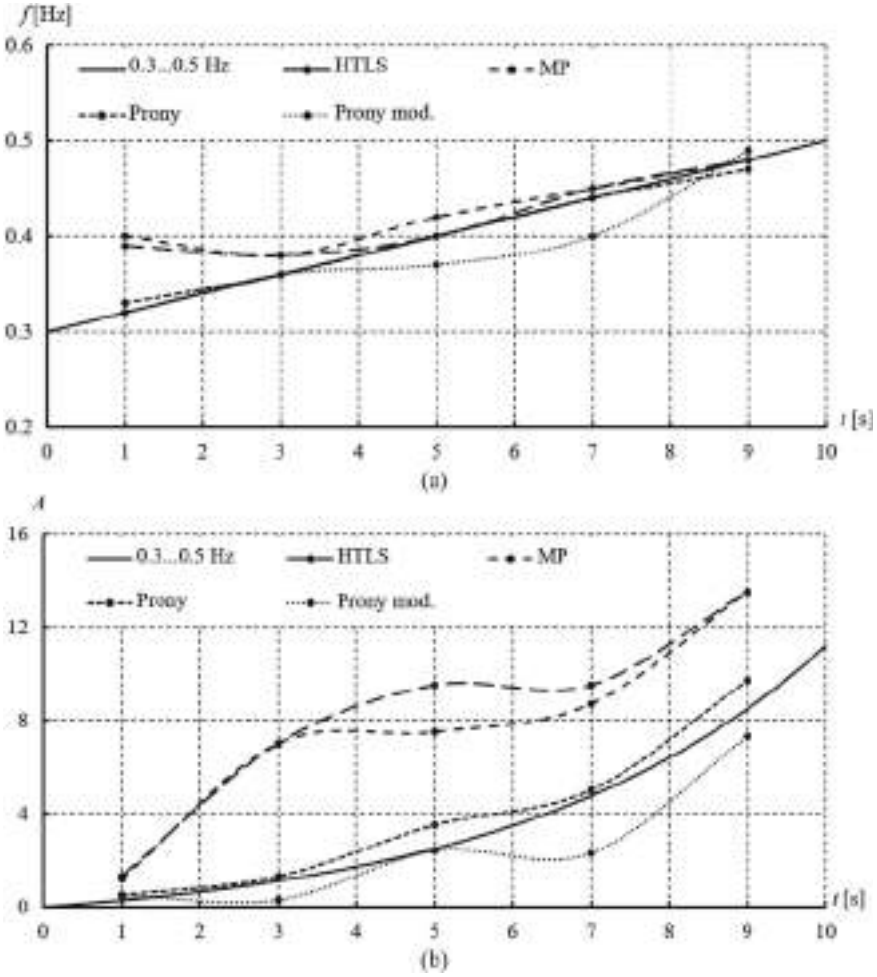 f [Hz]
0.6
0.3...0.5 Hz HTLS MP
Prony Prony mod.
0.5
0.4
0.3
0.2
t [s]
0 1 2 3 4 5 6 7 8 9 10
(a)
A
16
0.3...0.5 Hz HTLS MP
Prony Prony mod.
12
8
4
0
t [s]
0 1 2 3 4 5 6 7 8 9 10
(b)